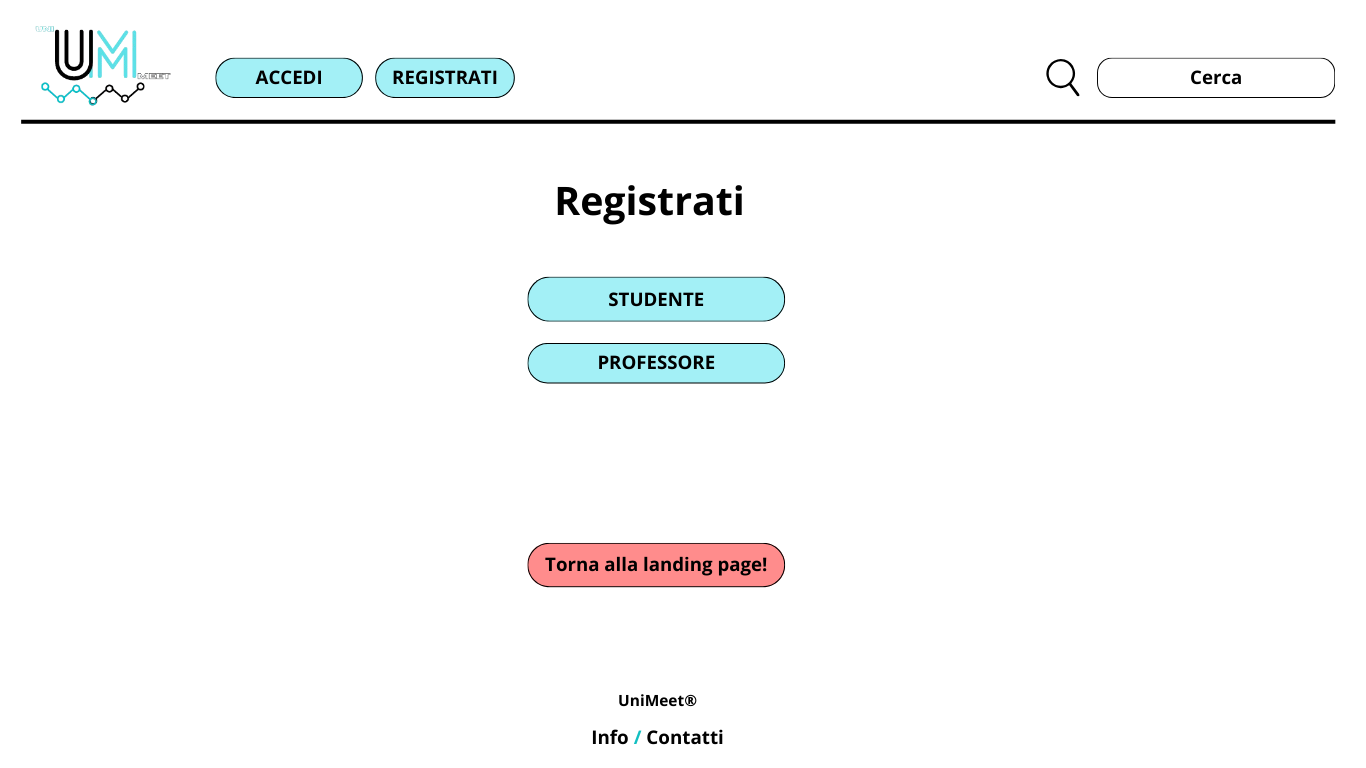 UNI
UM
MEET
ACCEDI
REGISTRATI
Cerca
Registrati
STUDENTE
PROFESSORE
Torna alla landing page!
UniMeet®
Info / Contatti